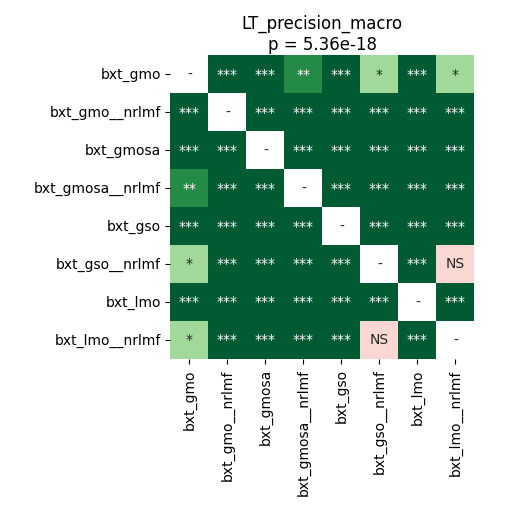 LT_precision_macro
p = 5.36e-18
bxt_gmo - *** *** ** *** * *** *
bxt_gmo__nrlmf *** - *** *** *** *** *** ***
bxt_gmosa *** *** - *** *** *** *** ***
bxt_gmosa__nrlmf ** *** *** - *** *** *** ***
bxt_gso *** *** *** *** - *** *** ***
bxt_gso__nrlmf * *** *** *** *** - *** NS
bxt_lmo *** *** *** *** *** *** - ***
bxt_lmo__nrlmf * *** *** *** *** NS *** -
bxt_gmo
bxt_gmo__nrlmf
bxt_gmosa
bxt_gmosa__nrlmf
bxt_gso
bxt_gso__nrlmf
bxt_lmo
bxt_lmo__nrlmf